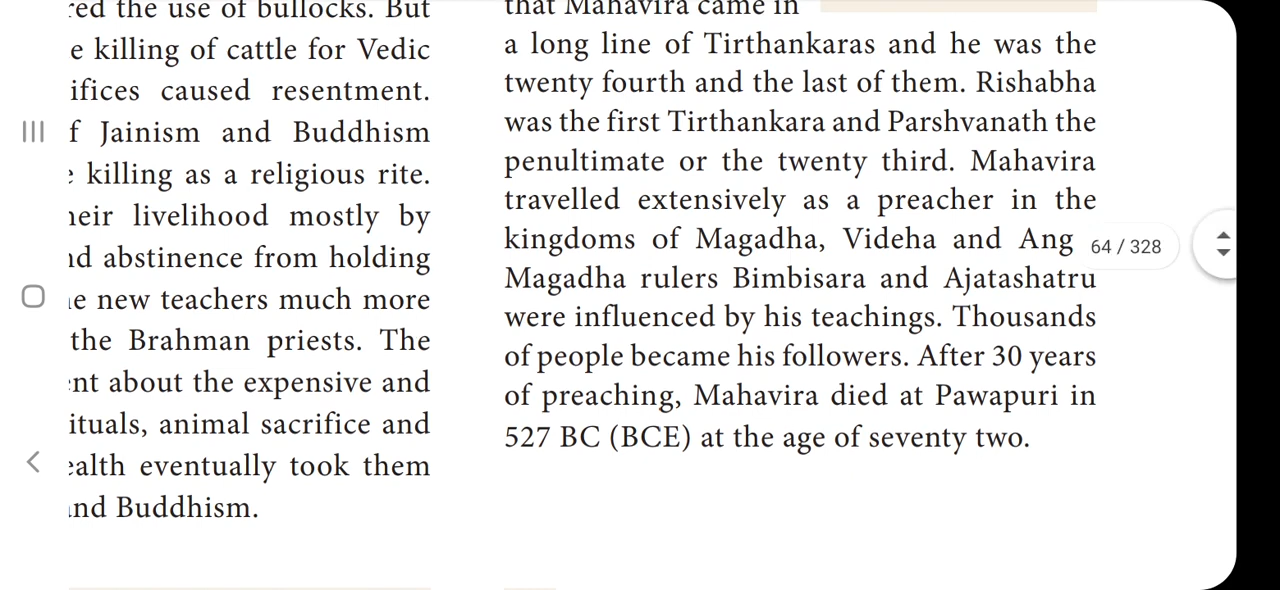 red the use of bullocks. But
e killing of cattle for Vedic
ifices caused resentment.
f Jainism and Buddhism
e killing as a religious rite.
heir livelihood mostly by
nd abstinence from holding
e new teachers much more
the Brahman priests. The
nt about the expensive and
ituals, animal sacrifice and
ealth eventually took them
and Buddhism.
that Mahavira came in
a long line of Tirthankaras and he was the
twenty fourth and the last of them. Rishabha
was the first Tirthankara and Parshvanath the
penultimate or the twenty third. Mahavira
travelled extensively as a preacher in the
kingdoms of Magadha, Videha and Ang
Magadha rulers Bimbisara and Ajatashatru
were influenced by his teachings. Thousands
of people became his followers. After 30 years
of preaching, Mahavira died at Pawapuri in
527 BC (BCE) at the age of seventy two.
64 / 328